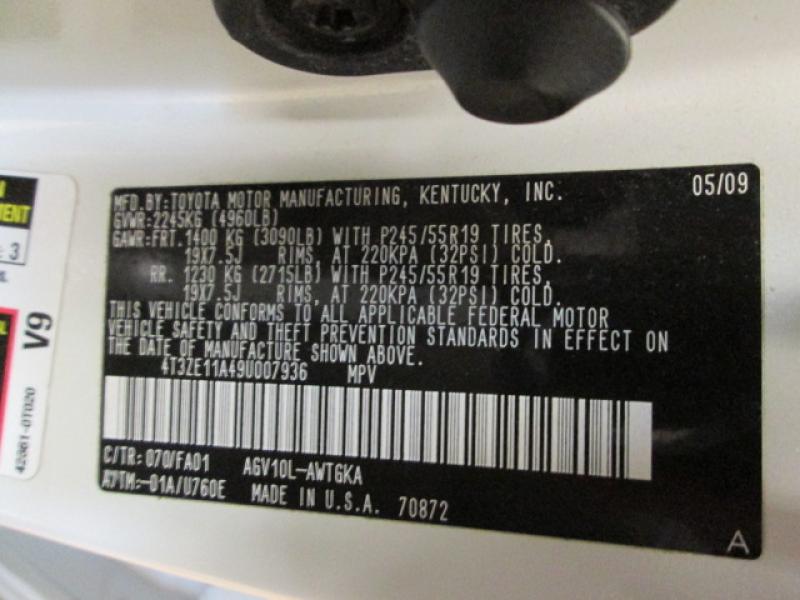 MFD.BY:TOYOTA MOTOR MANUFACTURING, KENTUCKY, INC. 05/09
GVWR:2245KG (4960LB)
GAWR:FRT.1400 KG (3090LB) WITH P245/55R19 TIRES,
19X7.5J RIMS, AT 220KPA (32PSI) COLD.
RR. 1230 KG (2715LB) WITH P245/55R19 TIRES,
19X7.5J RIMS, AT 220KPA (32PSI) COLD.
THIS VEHICLE CONFORMS TO ALL APPLICABLE FEDERAL MOTOR
VEHICLE SAFETY AND THEFT PREVENTION STANDARDS IN EFFECT ON
THE DATE OF MANUFACTURE SHOWN ABOVE.
4T3ZE11A49U007936 MPV
C/TR: 070/FA01 AGV10L-AWTGKA
A/TM:-01A/U760E MADE IN U.S.A. 70872
A
3
V9
42861-0T020